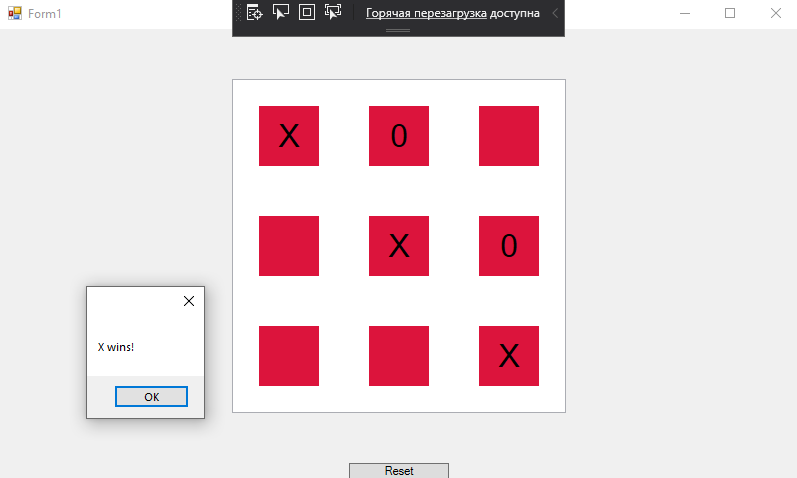 Form1
Горячая перезагрузка доступна
X 0
X 0
X wins!
X
OK
Reset